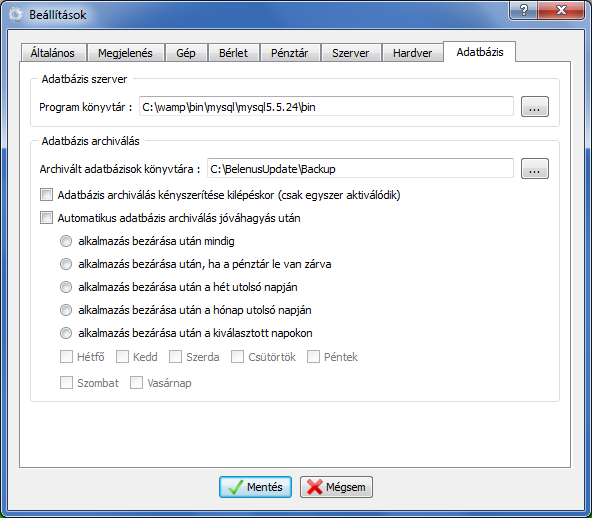 Beállítások
Általános Megjelenés Gép Bérlet Pénztár Szerver Hardver Adatbázis
Adatbázis szerver
Program könyvtár : C:\wamp\bin\mysql\mysql5.5.24\bin ...
Adatbázis archiválás
Archivált adatbázisok könyvtára : C:\BelenusUpdate\Backup ...
Adatbázis archiválás kényszerítése kilépéskor (csak egyszer aktiválódik)
Automatikus adatbázis archiválás jóváhagyás után
alkalmazás bezárása után mindig
alkalmazás bezárása után, ha a pénztár le van zárva
alkalmazás bezárása után a hét utolsó napján
alkalmazás bezárása után a hónap utolsó napján
alkalmazás bezárása után a kiválasztott napokon
Hétfő Kedd Szerda Csütörtök Péntek
Szombat Vasárnap
Mentés Mégsem